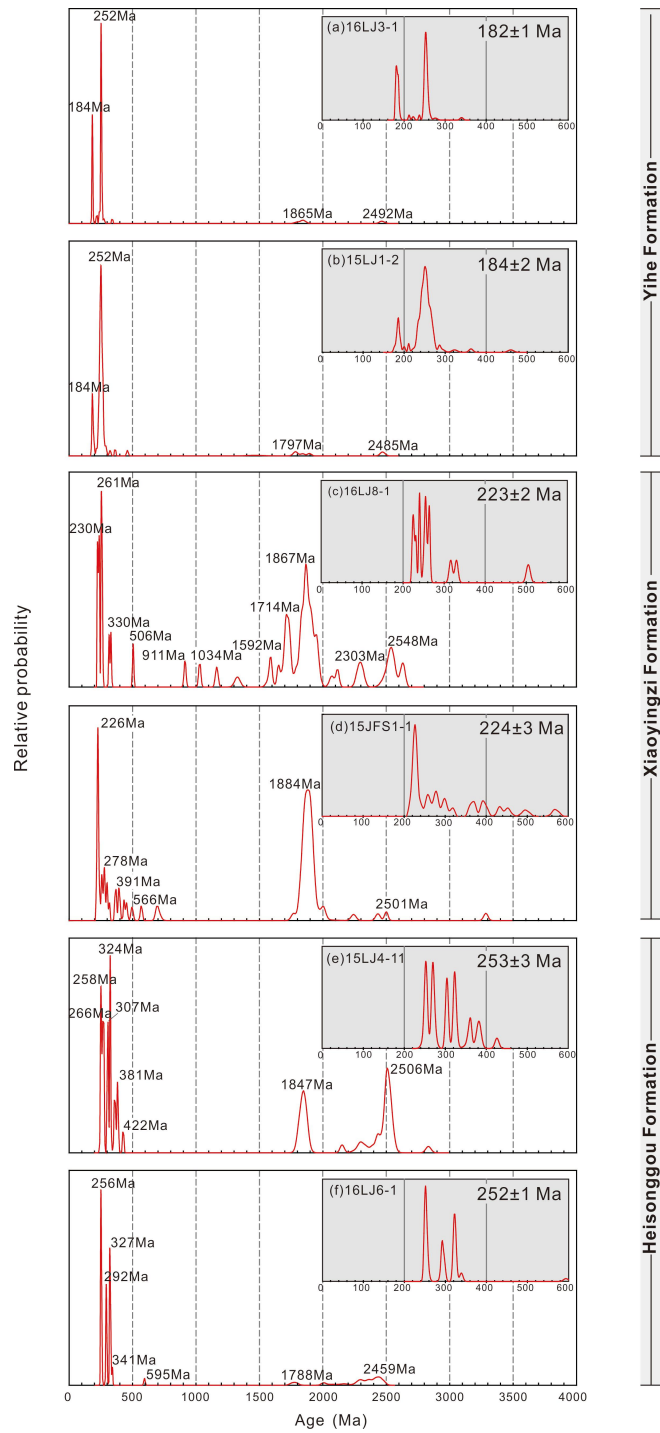 252Ma
184Ma
1865Ma
2492Ma
(a)16LJ3-1
182±1 Ma
0 100 200 300 400 500 600
252Ma
184Ma
1797Ma
2485Ma
(b)15LJ1-2
184±2 Ma
0 100 200 300 400 500 600
Yihe Formation
261Ma
230Ma
330Ma
506Ma
911Ma
1034Ma
1592Ma
1714Ma
1867Ma
2303Ma
2548Ma
(c)16LJ8-1
223±2 Ma
0 100 200 300 400 500 600
226Ma
278Ma
391Ma
566Ma
1884Ma
2501Ma
(d)15JFS1-1
224±3 Ma
0 100 200 300 400 500 600
Xiaoyingzi Formation
324Ma
258Ma
266Ma
307Ma
381Ma
422Ma
1847Ma
2506Ma
(e)15LJ4-11
253±3 Ma
0 100 200 300 400 500 600
256Ma
327Ma
292Ma
341Ma
595Ma
1788Ma
2459Ma
(f)16LJ6-1
252±1 Ma
0 100 200 300 400 500 600
Heisonggou Formation
Relative probability
0 500 1000 1500 2000 2500 3000 3500 4000
Age (Ma)